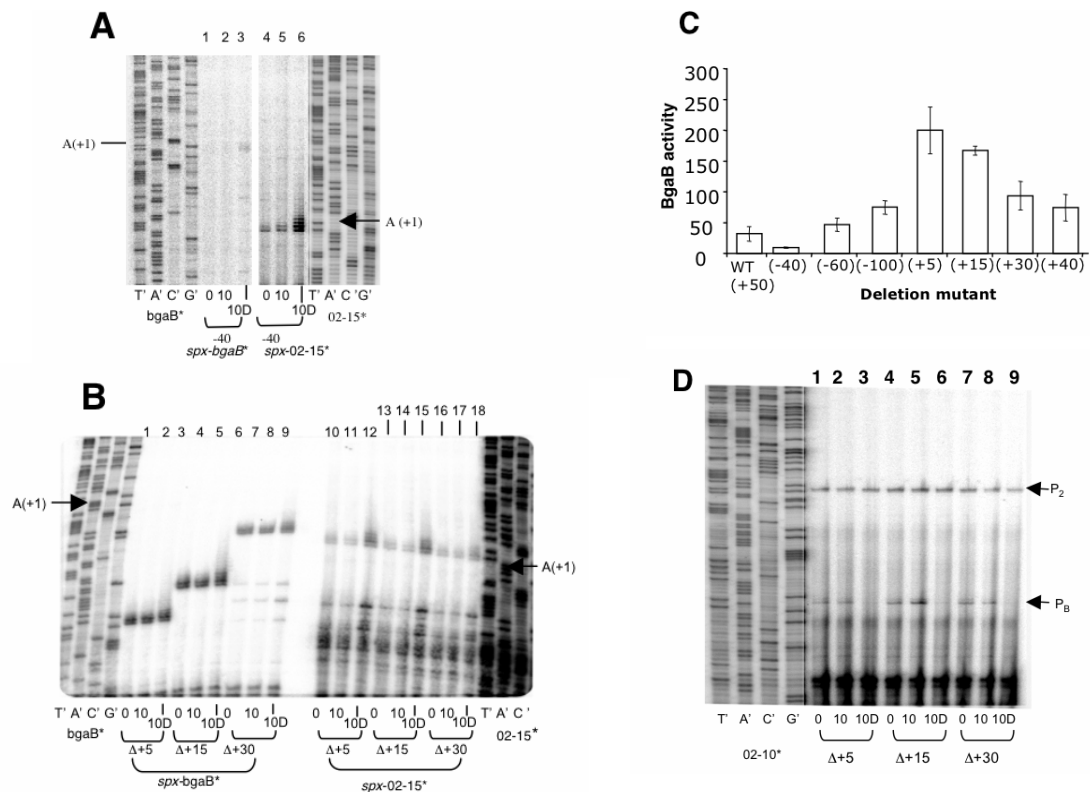 A
1 2 3 4 5 6
A(+1)
A (+1)
T' A' C' G' 0 10 10D 0 10 10D T' A' C 'G'
bgaB* -40 -40 02-15*
spx-bgaB* spx-02-15*
B
1 2 3 4 5 6 7 8 9 10 11 12 13 14 15 16 17 18
A(+1)
A(+1)
T' A' C' G' 0 10 10D 0 10 10D 0 10 10D 0 10 10D 0 10 10D 0 10 10D T' A' C '
bgaB* Δ+5 Δ+15 Δ+30 Δ+5 Δ+15 Δ+30 02-15*
spx-bgaB* spx-02-15*
C
BgaB activity
300
250
200
150
100
50
0
WT (+50) (-40) (-60) (-100) (+5) (+15) (+30) (+40)
Deletion mutant
D
1 2 3 4 5 6 7 8 9
P2
PB
T' A' C' G' 0 10 10D 0 10 10D 0 10 10D
02-10* Δ+5 Δ+15 Δ+30